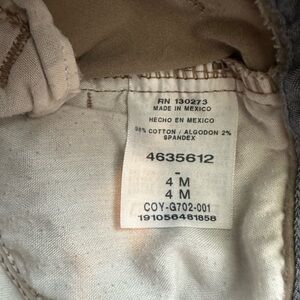 RN 130273
MADE IN MEXICO
HECHO EN MEXICO
98% COTTON / ALGODON 2%
SPANDEX
4635612
-
4 M
4 M
COY-G702-001
191056481858